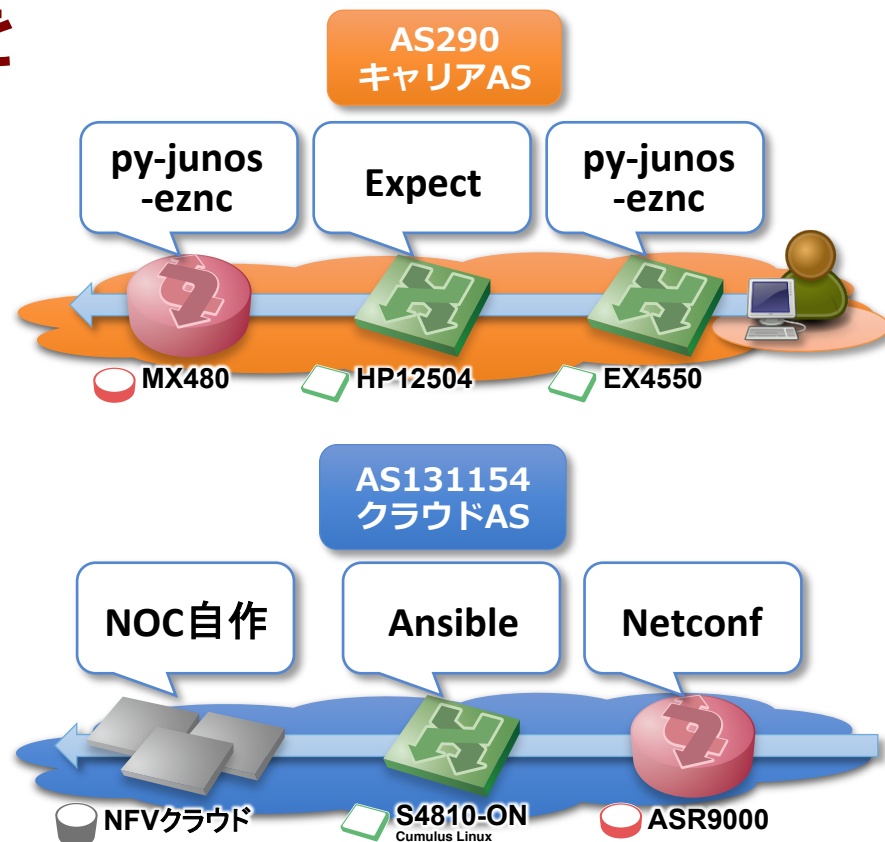 AS290
キャリアAS
py-junos
-eznc
Expect
py-junos
-eznc
MX480
HP12504
EX4550
AS131154
クラウドAS
NOC自作
Ansible
Netconf
NFVクラウド
S4810-ON
Cumulus Linux
ASR9000